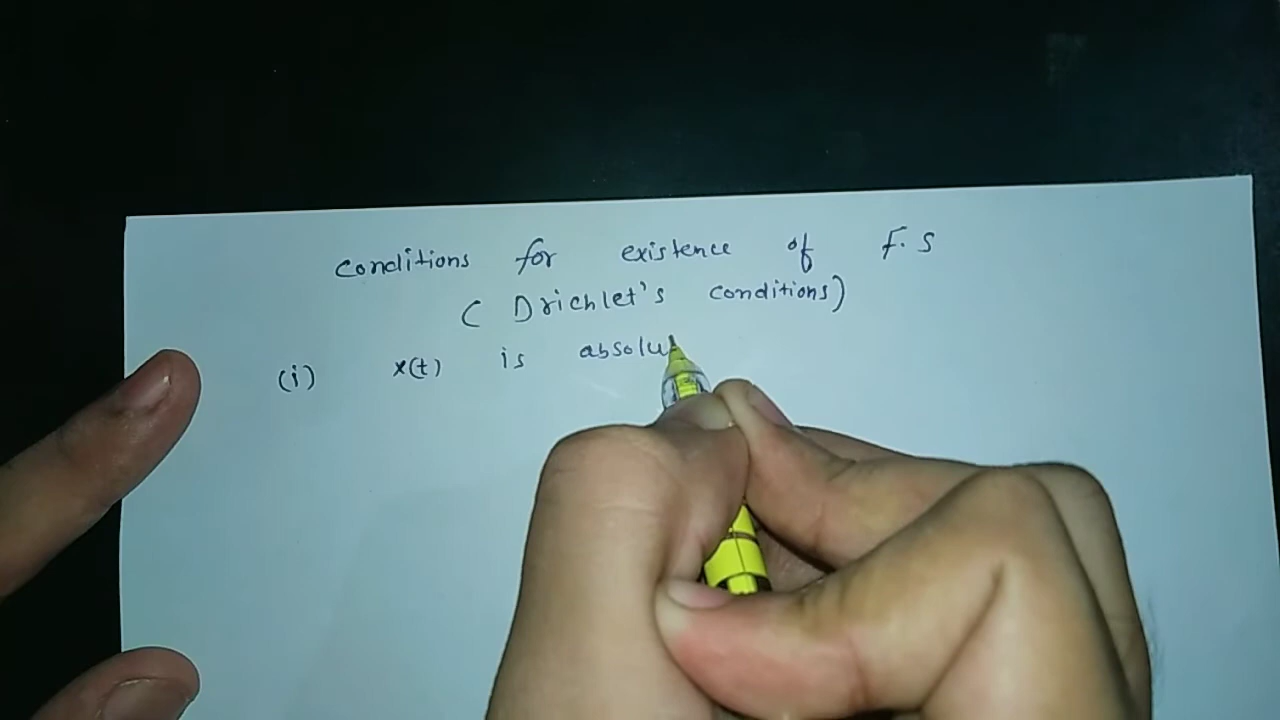 Conditions for existence of F.S
( Drichlet's conditions)
(i) x(t) is absolu